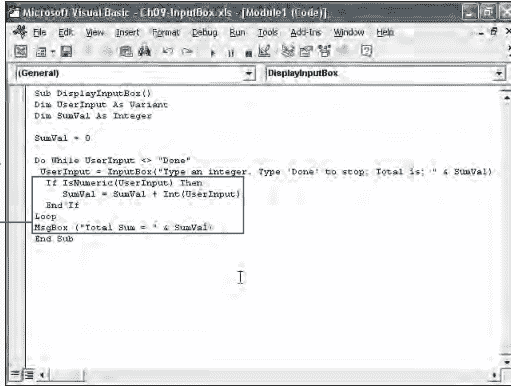 Microsoft Visual Basic - Ch09-InputBox.xls - [Module1 (Code)]
File Edit View Insert Format Debug Run Tools Add-Ins Window Help
(General) DisplayInputBox
Sub DisplayInputBox()
Dim UserInput As Variant
Dim SumVal As Integer
SumVal = 0
Do While UserInput <> "Done"
UserInput = InputBox("Type an integer. Type 'Done' to stop. Total is: " & SumVal)
If IsNumeric(UserInput) Then
SumVal = SumVal + Int(UserInput)
End If
Loop
MsgBox ("Total Sum = " & SumVal)
End Sub